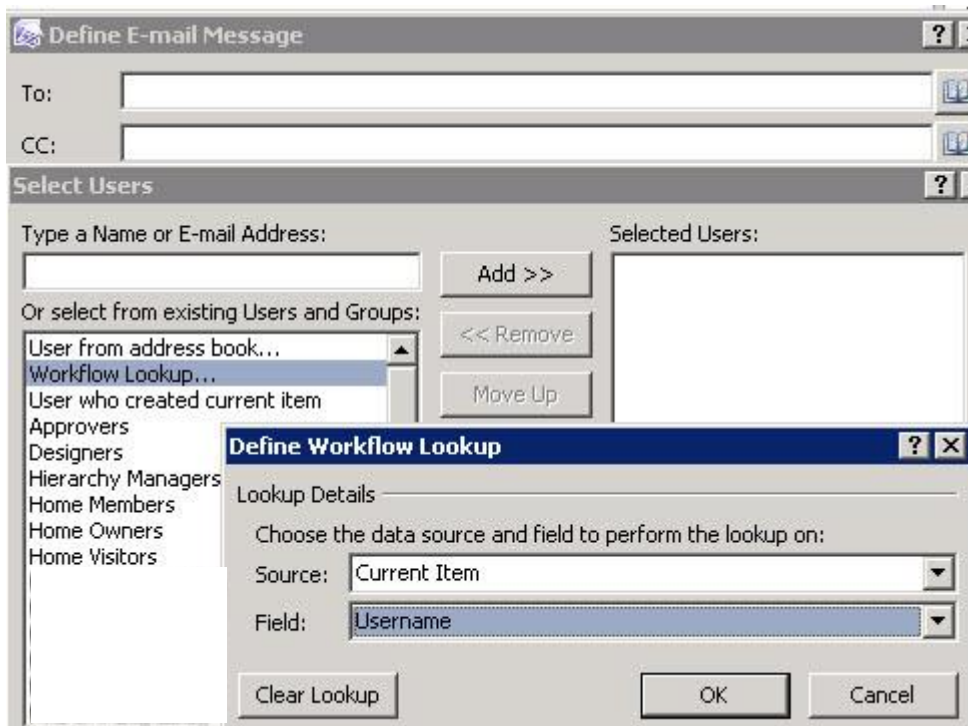 Define E-mail Message
To:
CC:
Select Users
Type a Name or E-mail Address:
Selected Users:
Add >>
Or select from existing Users and Groups:
<< Remove
User from address book...
Workflow Lookup...
Move Up
User who created current item
Approvers
Designers
Hierarchy Managers
Home Members
Home Owners
Home Visitors
Define Workflow Lookup
Lookup Details
Choose the data source and field to perform the lookup on:
Source: Current Item
Field: Username
Clear Lookup
OK
Cancel